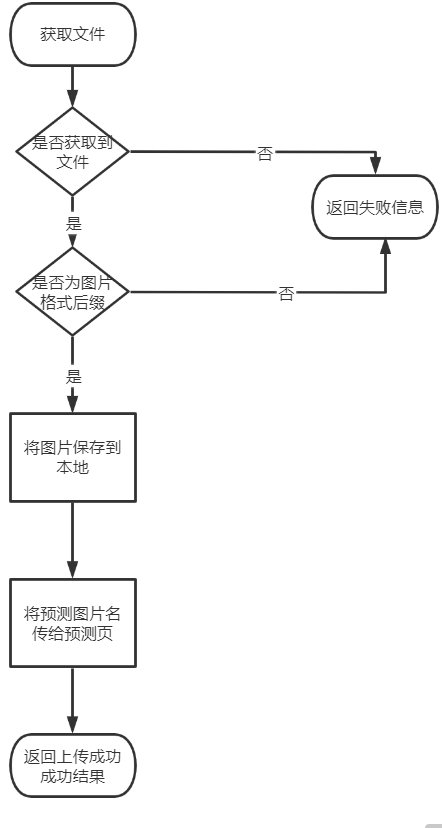 获取文件
是否获取到
文件
否
返回失败信息
是
是否为图片
格式后缀
否
是
将图片保存到
本地
将预测图片名
传给预测页
返回上传成功
成功结果